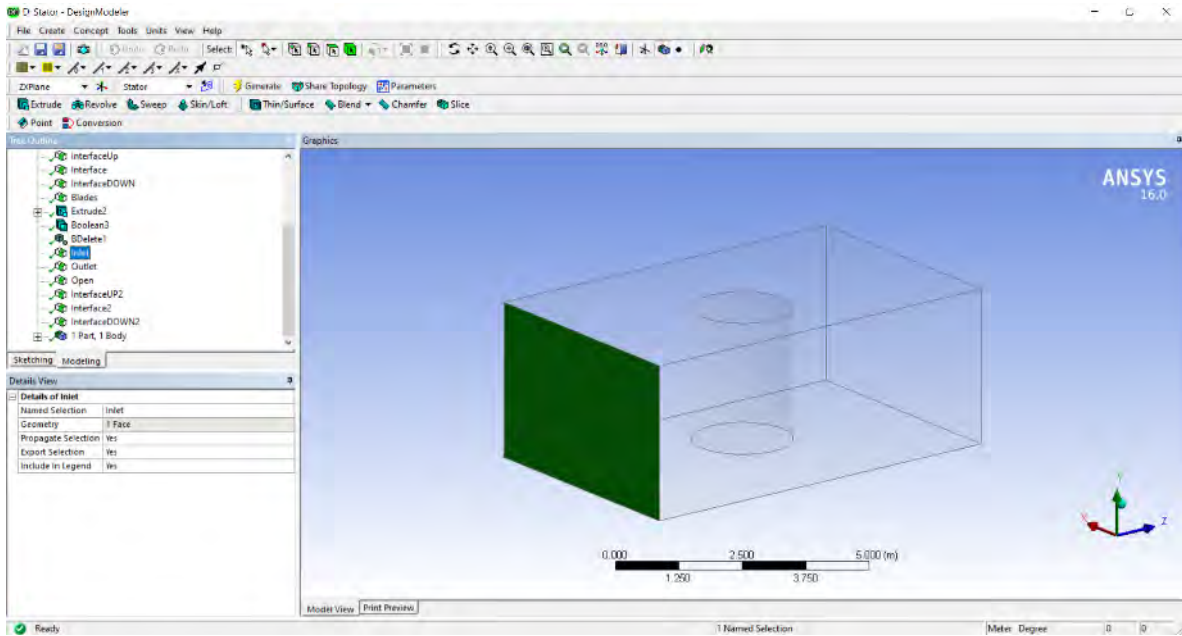 D: Stator - DesignModeler
File Create Concept Tools Units View Help
Undo Redo Select:
ZXPlane Stator Generate Share Topology Parameters
Extrude Revolve Sweep Skin/Loft Thin/Surface Blend Chamfer Slice
Point Conversion
Tree Outline
InterfaceUp
Interface
InterfaceDOWN
Blades
Extrude2
Boolean3
BDelete1
Inlet
Outlet
Open
InterfaceUP2
Interface2
InterfaceDOWN2
1 Part, 1 Body
Sketching Modeling
Details View
Details of Inlet
Named Selection Inlet
Geometry 1 Face
Propagate Selection Yes
Export Selection Yes
Include In Legend Yes
Graphics
ANSYS
16.0
Y
X
Z
0.000 2.500 5.000 (m)
1.250 3.750
Model View Print Preview
Ready 1 Named Selection Meter Degree 0 0